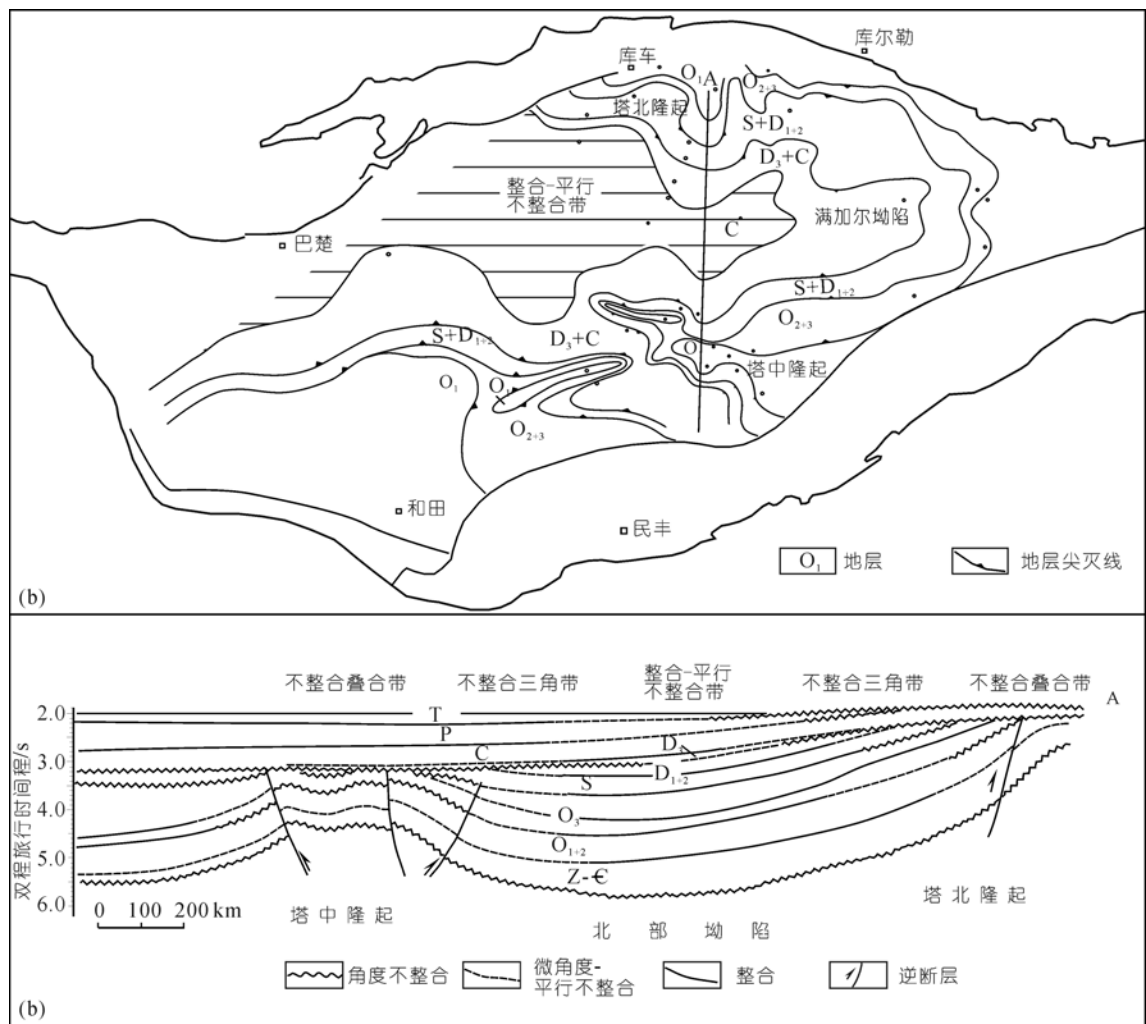 库尔勒
库车
O₁
A
O₂₊₃
塔北隆起
S+D₁₊₂
D₃+C
整合-平行
不整合带
满加尔坳陷
C
巴楚
S+D₁₊₂
O₂₊₃
S+D₁₊₂
D₃+C
O
塔中隆起
O₁
O₁
O₂₊₃
和田
民丰
O₁ 地层
地层尖灭线
(b)
不整合叠合带
不整合三角带
整合-平行
不整合带
不整合三角带
不整合叠合带
A
2.0
T
P
C
D₃
3.0
D₁₊₂
S
4.0
O₃
O₁₊₂
5.0
Z-Є
6.0
双程旅行时间程/s
0 100 200 km
塔中隆起
北部坳陷
塔北隆起
角度不整合
微角度-
平行不整合
整合
逆断层
(b)